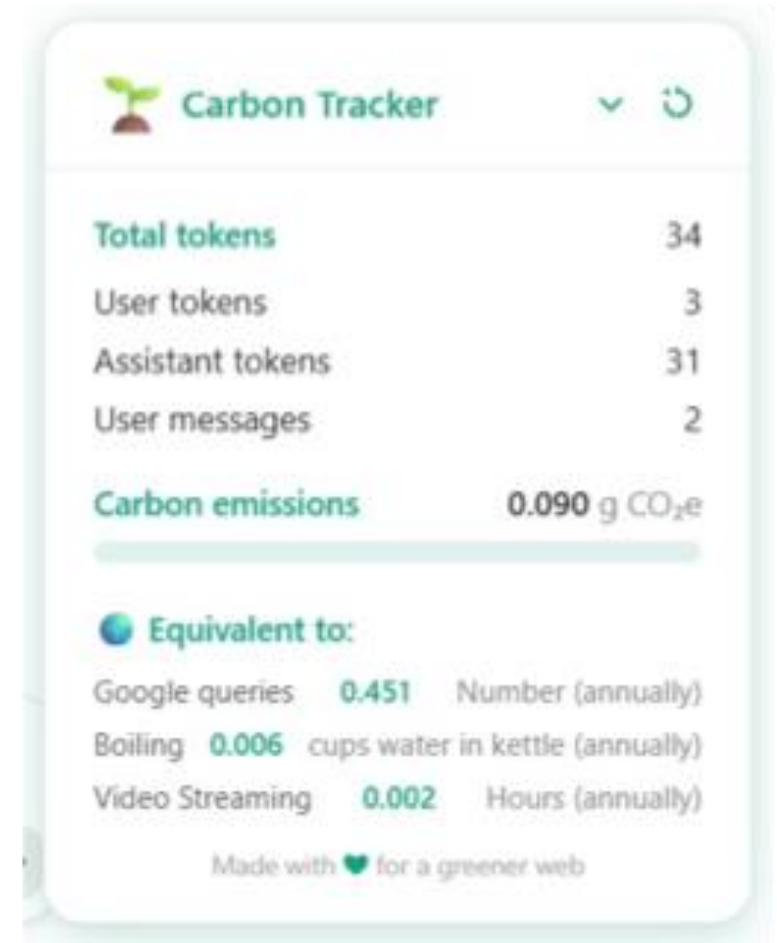 Carbon Tracker
Total tokens 34
User tokens 3
Assistant tokens 31
User messages 2
Carbon emissions 0.090 g CO₂e
Equivalent to:
Google queries 0.451 Number (annually)
Boiling 0.006 cups water in kettle (annually)
Video Streaming 0.002 Hours (annually)
Made with ♥ for a greener web